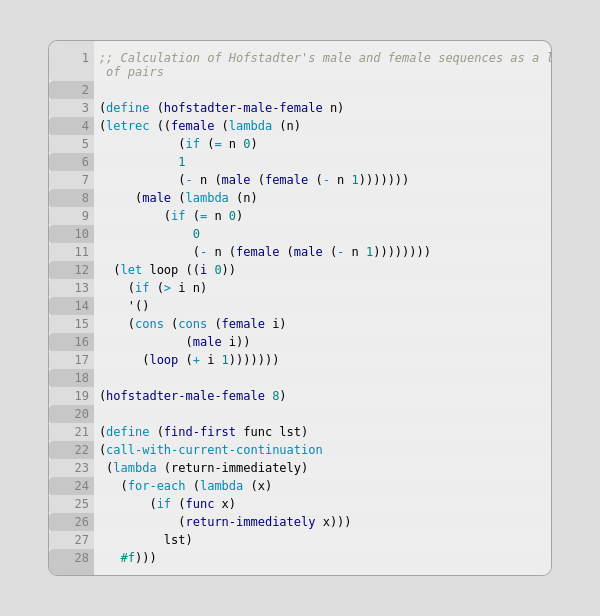 1 ;; Calculation of Hofstadter's male and female sequences as a
of pairs
2
3 (define (hofstadter-male-female n)
4 (letrec ((female (lambda (n)
5            (if (= n 0)
6            1
7            (- n (male (female (- n 1)))))))
8      (male (lambda (n)
9          (if (= n 0)
10              0
11              (- n (female (male (- n 1))))))))
12   (let loop ((i 0))
13     (if (> i n)
14     '()
15     (cons (cons (female i)
16             (male i))
17       (loop (+ i 1)))))))
18
19 (hofstadter-male-female 8)
20
21 (define (find-first func lst)
22 (call-with-current-continuation
23  (lambda (return-immediately)
24    (for-each (lambda (x)
25        (if (func x)
26            (return-immediately x)))
27          lst)
28    #f)))